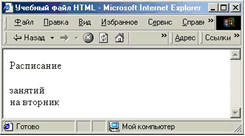 Учебный файл HTML - Microsoft Internet Explorer
Файл Правка Вид Избранное Сервис Справ »
Назад » Адрес Ссылки »
Расписание
занятий
на вторник
Готово Мой компьютер